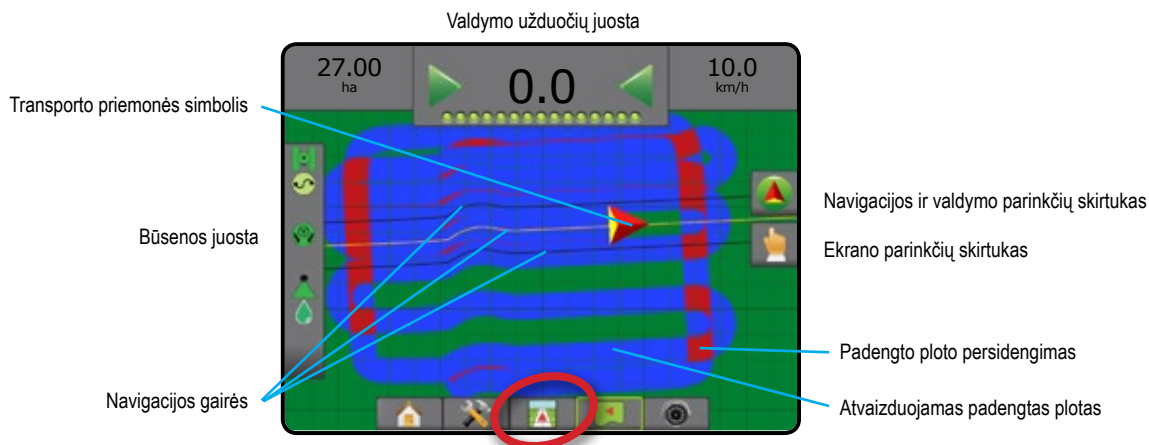 Valdymo užduočių juosta
27.00
ha
0.0
10.0
km/h
Transporto priemonės simbolis
Navigacijos ir valdymo parinkčių skirtukas
Būsenos juosta
Ekrano parinkčių skirtukas
Padengto ploto persidengimas
Navigacijos gairės
Atvaizduojamas padengtas plotas